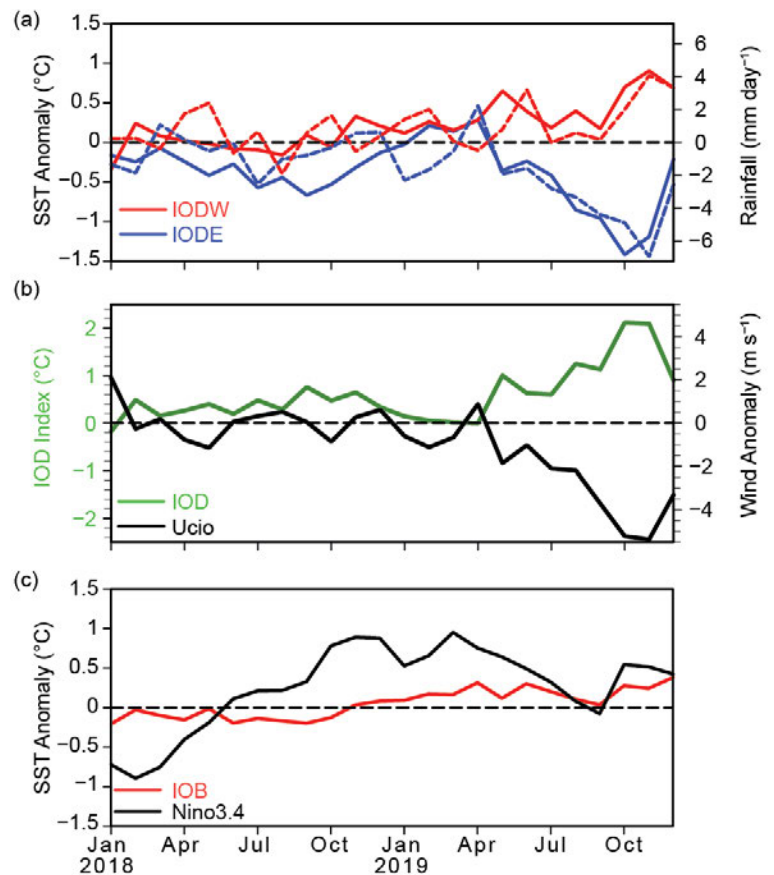 (a)
1.5
1
0.5
0
−0.5
−1
−1.5
SST Anomaly (°C)
6
4
2
0
−2
−4
−6
Rainfall (mm day⁻¹)
IODW
IODE
(b)
2
1
0
−1
−2
IOD Index (°C)
4
2
0
−2
−4
Wind Anomaly (m s⁻¹)
IOD
Ucio
(c)
1.5
1
0.5
0
−0.5
−1
−1.5
SST Anomaly (°C)
IOB
Nino3.4
Jan Apr Jul Oct Jan Apr Jul Oct
2018 2019